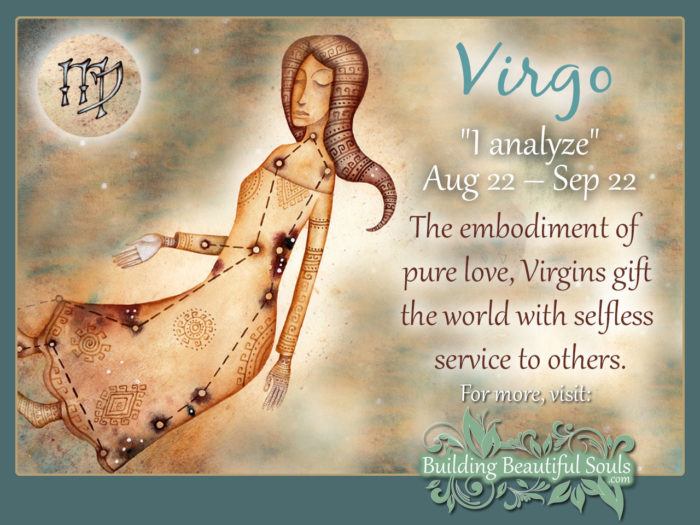 Virgo
"I analyze"
Aug 22 – Sep 22
The embodiment of
pure love, Virgins gift
the world with selfless
service to others.
For more, visit:
Building Beautiful Souls
.com